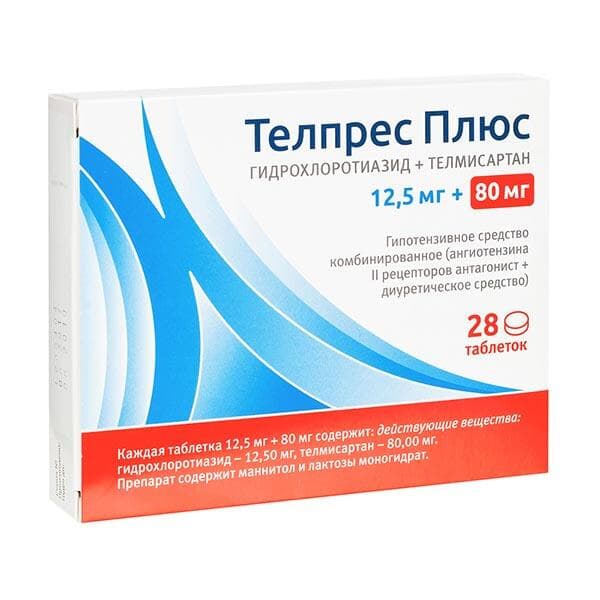 Телпрес Плюс
ГИДРОХЛОРОТИАЗИД + ТЕЛМИСАРТАН
12,5 мг + 80 мг
Гипотензивное средство
комбинированное (ангиотензина
II рецепторов антагонист +
диуретическое средство)
28
таблеток
Каждая таблетка 12,5 мг + 80 мг содержит: действующие вещества:
гидрохлоротиазид – 12,50 мг, телмисартан – 80,00 мг.
Препарат содержит маннитол и лактозы моногидрат.